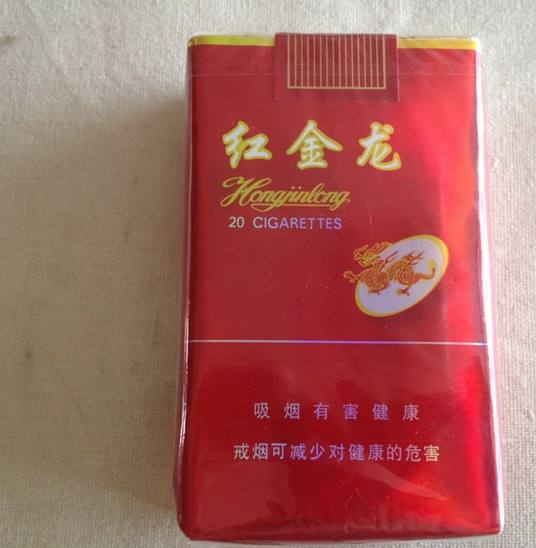 红金龙
Hongjinlong
20 CIGARETTES
吸烟有害健康
戒烟可减少对健康的危害